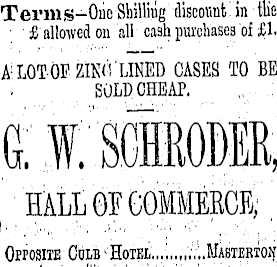 Terms—One Shilling discount in the
£ allowed on all cash purchases of £1.
A LOT OF ZINC LINED CASES TO BE
SOLD CHEAP.
G. W. SCHRODER,
HALL OF COMMERCE,
OPPOSITE CULB HOTEL............MASTERTON